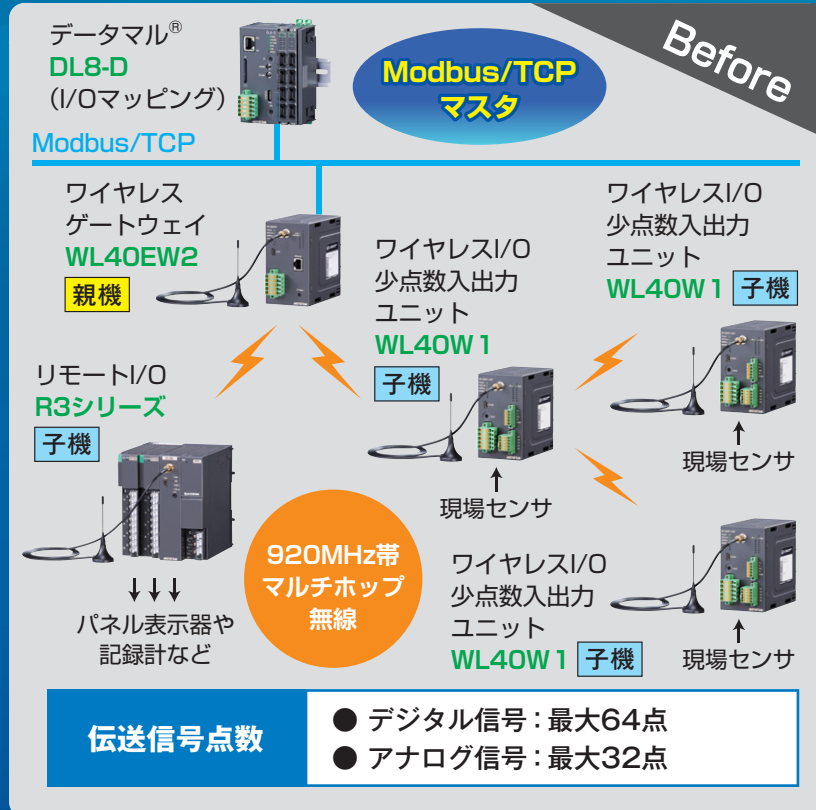 データマル®
DL8-D
（I/Oマッピング）
Modbus/TCP
マスタ
Before
Modbus/TCP
ワイヤレス
ゲートウェイ
WL40EW2
親機
ワイヤレスI/O
少点数入出力
ユニット
WL40W1
子機
現場センサ
ワイヤレスI/O
少点数入出力
ユニット
WL40W1 子機
現場センサ
リモートI/O
R3シリーズ
子機
パネル表示器や
記録計など
920MHz帯
マルチホップ
無線
ワイヤレスI/O
少点数入出力
ユニット
WL40W1 子機
現場センサ
伝送信号点数
● デジタル信号：最大64点
● アナログ信号：最大32点